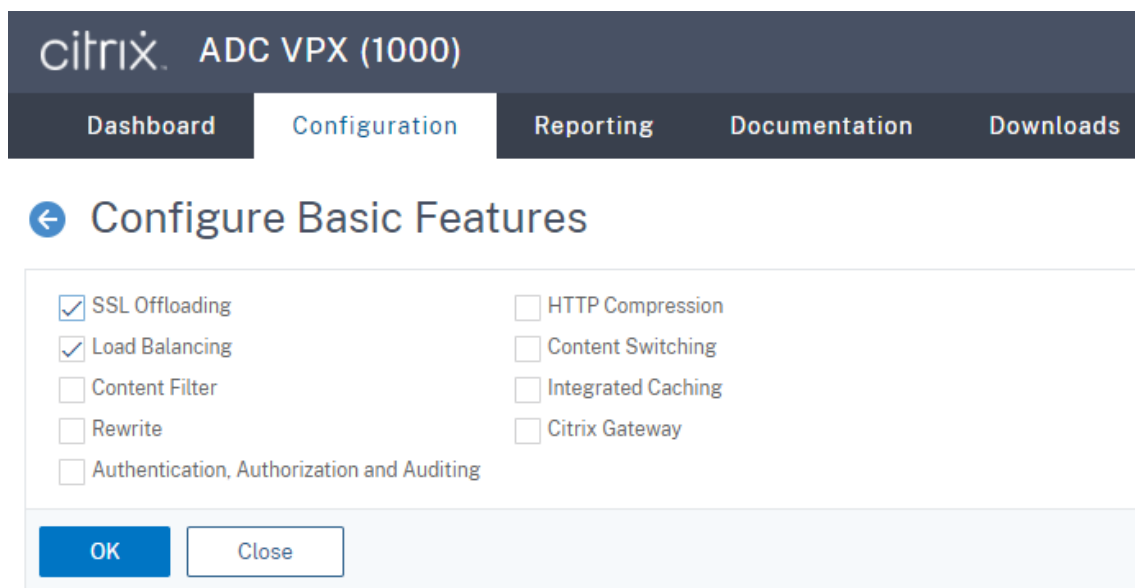 citrix. ADC VPX (1000)
Dashboard Configuration Reporting Documentation Downloads
Configure Basic Features
SSL Offloading HTTP Compression
Load Balancing Content Switching
Content Filter Integrated Caching
Rewrite Citrix Gateway
Authentication, Authorization and Auditing
OK Close